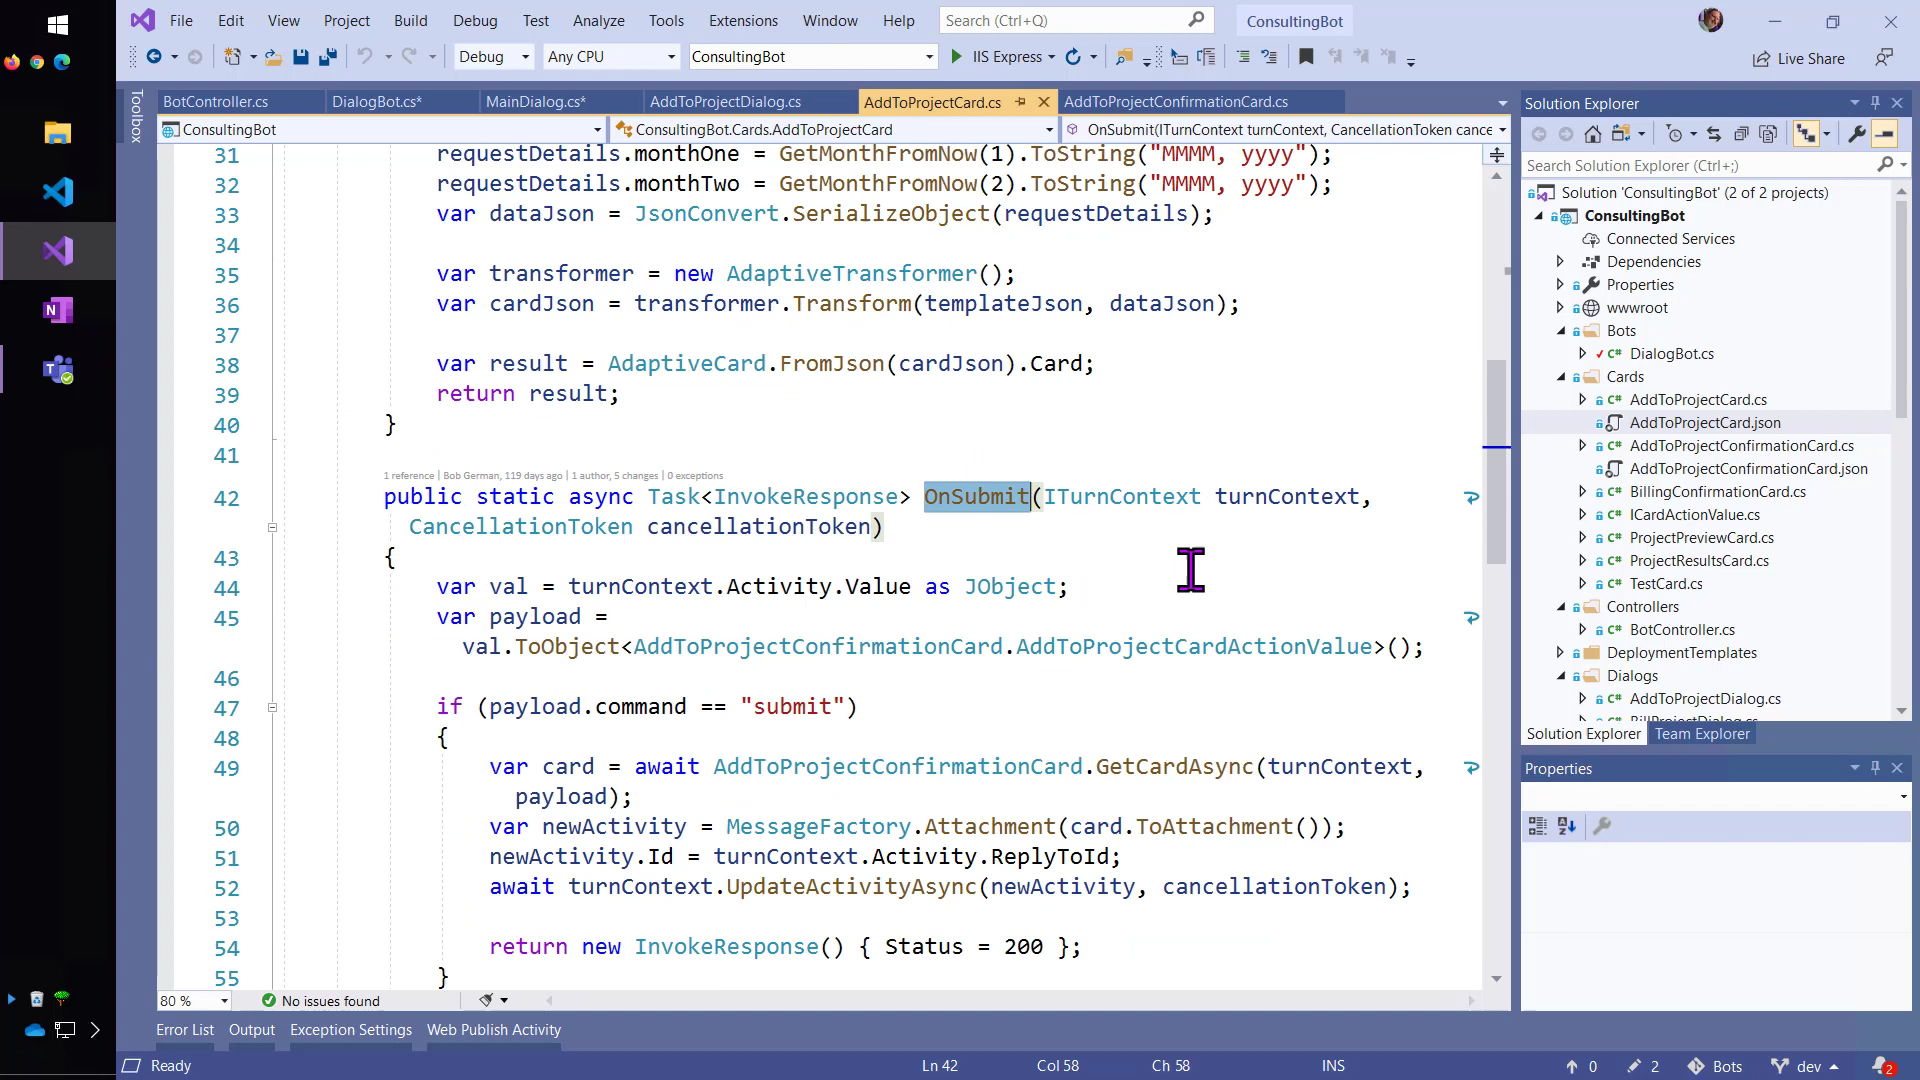 File Edit View Project Build Debug Test Analyze Tools Extensions Window Help Search (Ctrl+Q) ConsultingBot
Debug Any CPU ConsultingBot IIS Express Live Share
Toolbox
BotController.cs DialogBot.cs* MainDialog.cs* AddToProjectDialog.cs AddToProjectCard.cs AddToProjectConfirmationCard.cs
ConsultingBot ConsultingBot.Cards.AddToProjectCard OnSubmit(ITurnContext turnContext, CancellationToken cance
31 requestDetails.monthOne = GetMonthFromNow(1).ToString("MMMM, yyyy");
32 requestDetails.monthTwo = GetMonthFromNow(2).ToString("MMMM, yyyy");
33 var dataJson = JsonConvert.SerializeObject(requestDetails);
34
35 var transformer = new AdaptiveTransformer();
36 var cardJson = transformer.Transform(templateJson, dataJson);
37
38 var result = AdaptiveCard.FromJson(cardJson).Card;
39 return result;
40 }
41
1 reference | Bob German, 119 days ago | 1 author, 5 changes | 0 exceptions
42 public static async Task<InvokeResponse> OnSubmit(ITurnContext turnContext,
CancellationToken cancellationToken)
43 {
44 var val = turnContext.Activity.Value as JObject;
45 var payload =
val.ToObject<AddToProjectConfirmationCard.AddToProjectCardActionValue>();
46
47 if (payload.command == "submit")
48 {
49 var card = await AddToProjectConfirmationCard.GetCardAsync(turnContext,
payload);
50 var newActivity = MessageFactory.Attachment(card.ToAttachment());
51 newActivity.Id = turnContext.Activity.ReplyToId;
52 await turnContext.UpdateActivityAsync(newActivity, cancellationToken);
53
54 return new InvokeResponse() { Status = 200 };
55 }
80 % No issues found
Error List Output Exception Settings Web Publish Activity
Ready Ln 42 Col 58 Ch 58 INS 0 2 Bots dev 2
Solution Explorer
Search Solution Explorer (Ctrl+;)
Solution 'ConsultingBot' (2 of 2 projects)
ConsultingBot
Connected Services
Dependencies
Properties
wwwroot
Bots
C# DialogBot.cs
Cards
C# AddToProjectCard.cs
AddToProjectCard.json
C# AddToProjectConfirmationCard.cs
AddToProjectConfirmationCard.json
C# BillingConfirmationCard.cs
C# ICardActionValue.cs
C# ProjectPreviewCard.cs
C# ProjectResultsCard.cs
C# TestCard.cs
Controllers
C# BotController.cs
DeploymentTemplates
Dialogs
C# AddToProjectDialog.cs
C# BillProjectDialog.cs
Solution Explorer Team Explorer
Properties